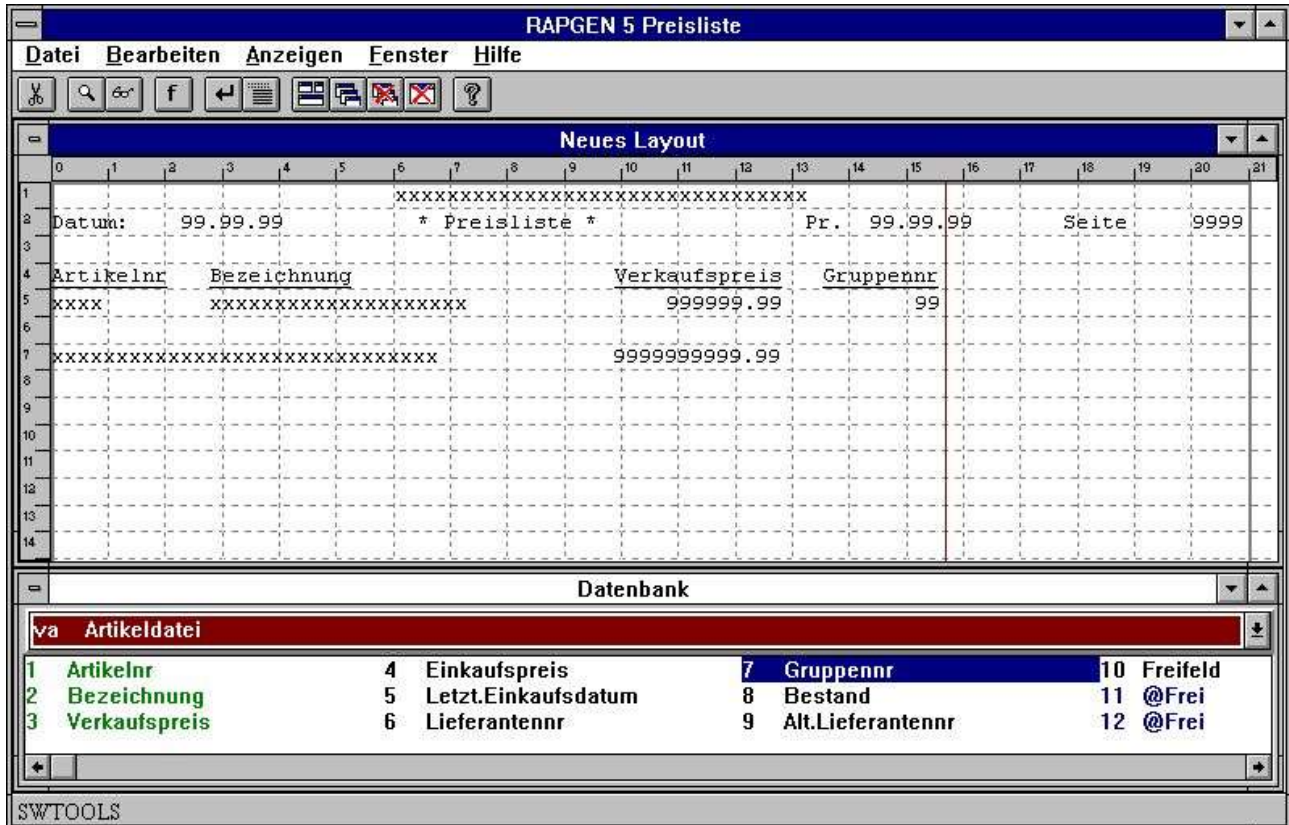 RAPGEN 5 Preisliste
Datei Bearbeiten Anzeigen Fenster Hilfe
f
Neues Layout
0 1 2 3 4 5 6 7 8 9 10 11 12 13 14 15 16 17 18 19 20 21
1 xxxxxxxxxxxxxxxxxxxxxxxxxxxxxxxx
2 Datum: 99.99.99 * Preisliste * Pr. 99.99.99 Seite 9999
3
4 Artikelnr Bezeichnung Verkaufspreis Gruppennr
5 xxxx xxxxxxxxxxxxxxxxxxxx 999999.99 99
6
7 xxxxxxxxxxxxxxxxxxxxxxxxxxxxxx 9999999999.99
8
9
10
11
12
13
14
Datenbank
va Artikeldatei
1 Artikelnr 4 Einkaufspreis 7 Gruppennr 10 Freifeld
2 Bezeichnung 5 Letzt.Einkaufsdatum 8 Bestand 11 @Frei
3 Verkaufspreis 6 Lieferantennr 9 Alt.Lieferantennr 12 @Frei
SWTOOLS